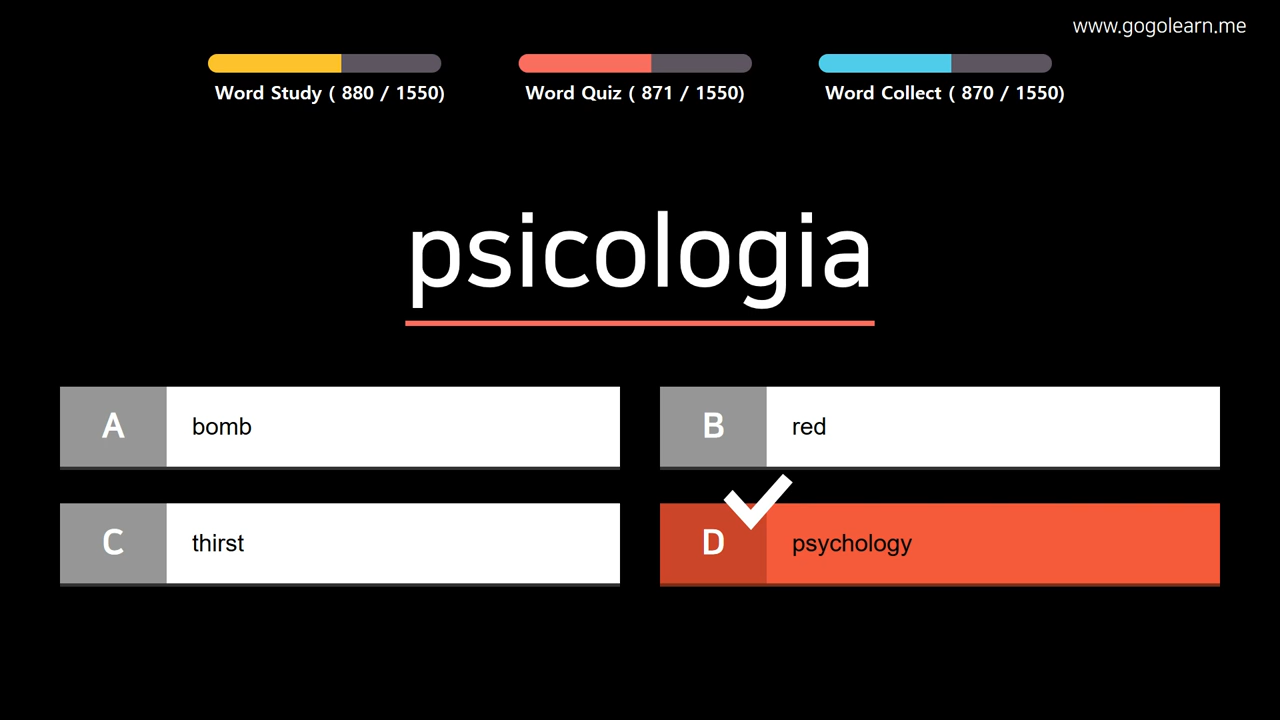 www.gogolearn.me
Word Study ( 880 / 1550)
Word Quiz ( 871 / 1550)
Word Collect ( 870 / 1550)
psicologia
A bomb
B red
C thirst
D psychology